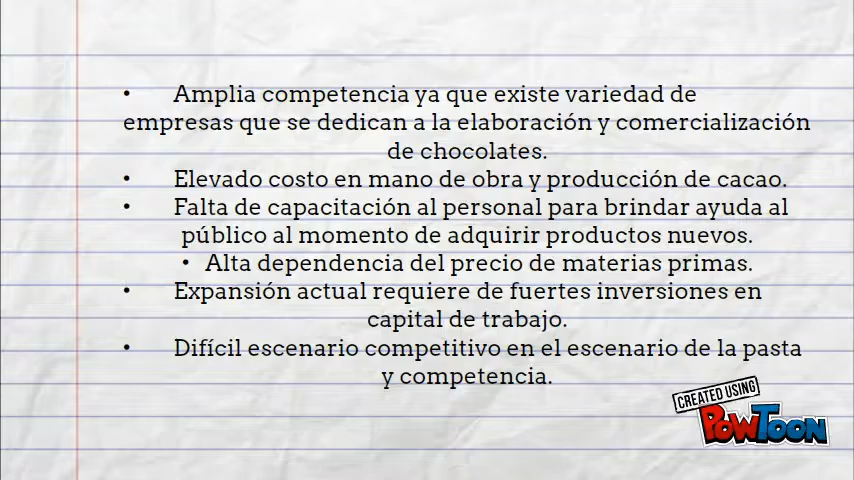 • Amplia competencia ya que existe variedad de
empresas que se dedican a la elaboración y comercialización
de chocolates.
• Elevado costo en mano de obra y producción de cacao.
• Falta de capacitación al personal para brindar ayuda al
público al momento de adquirir productos nuevos.
• Alta dependencia del precio de materias primas.
• Expansión actual requiere de fuertes inversiones en
capital de trabajo.
• Difícil escenario competitivo en el escenario de la pasta
y competencia.
CREATED USING
POWTOON